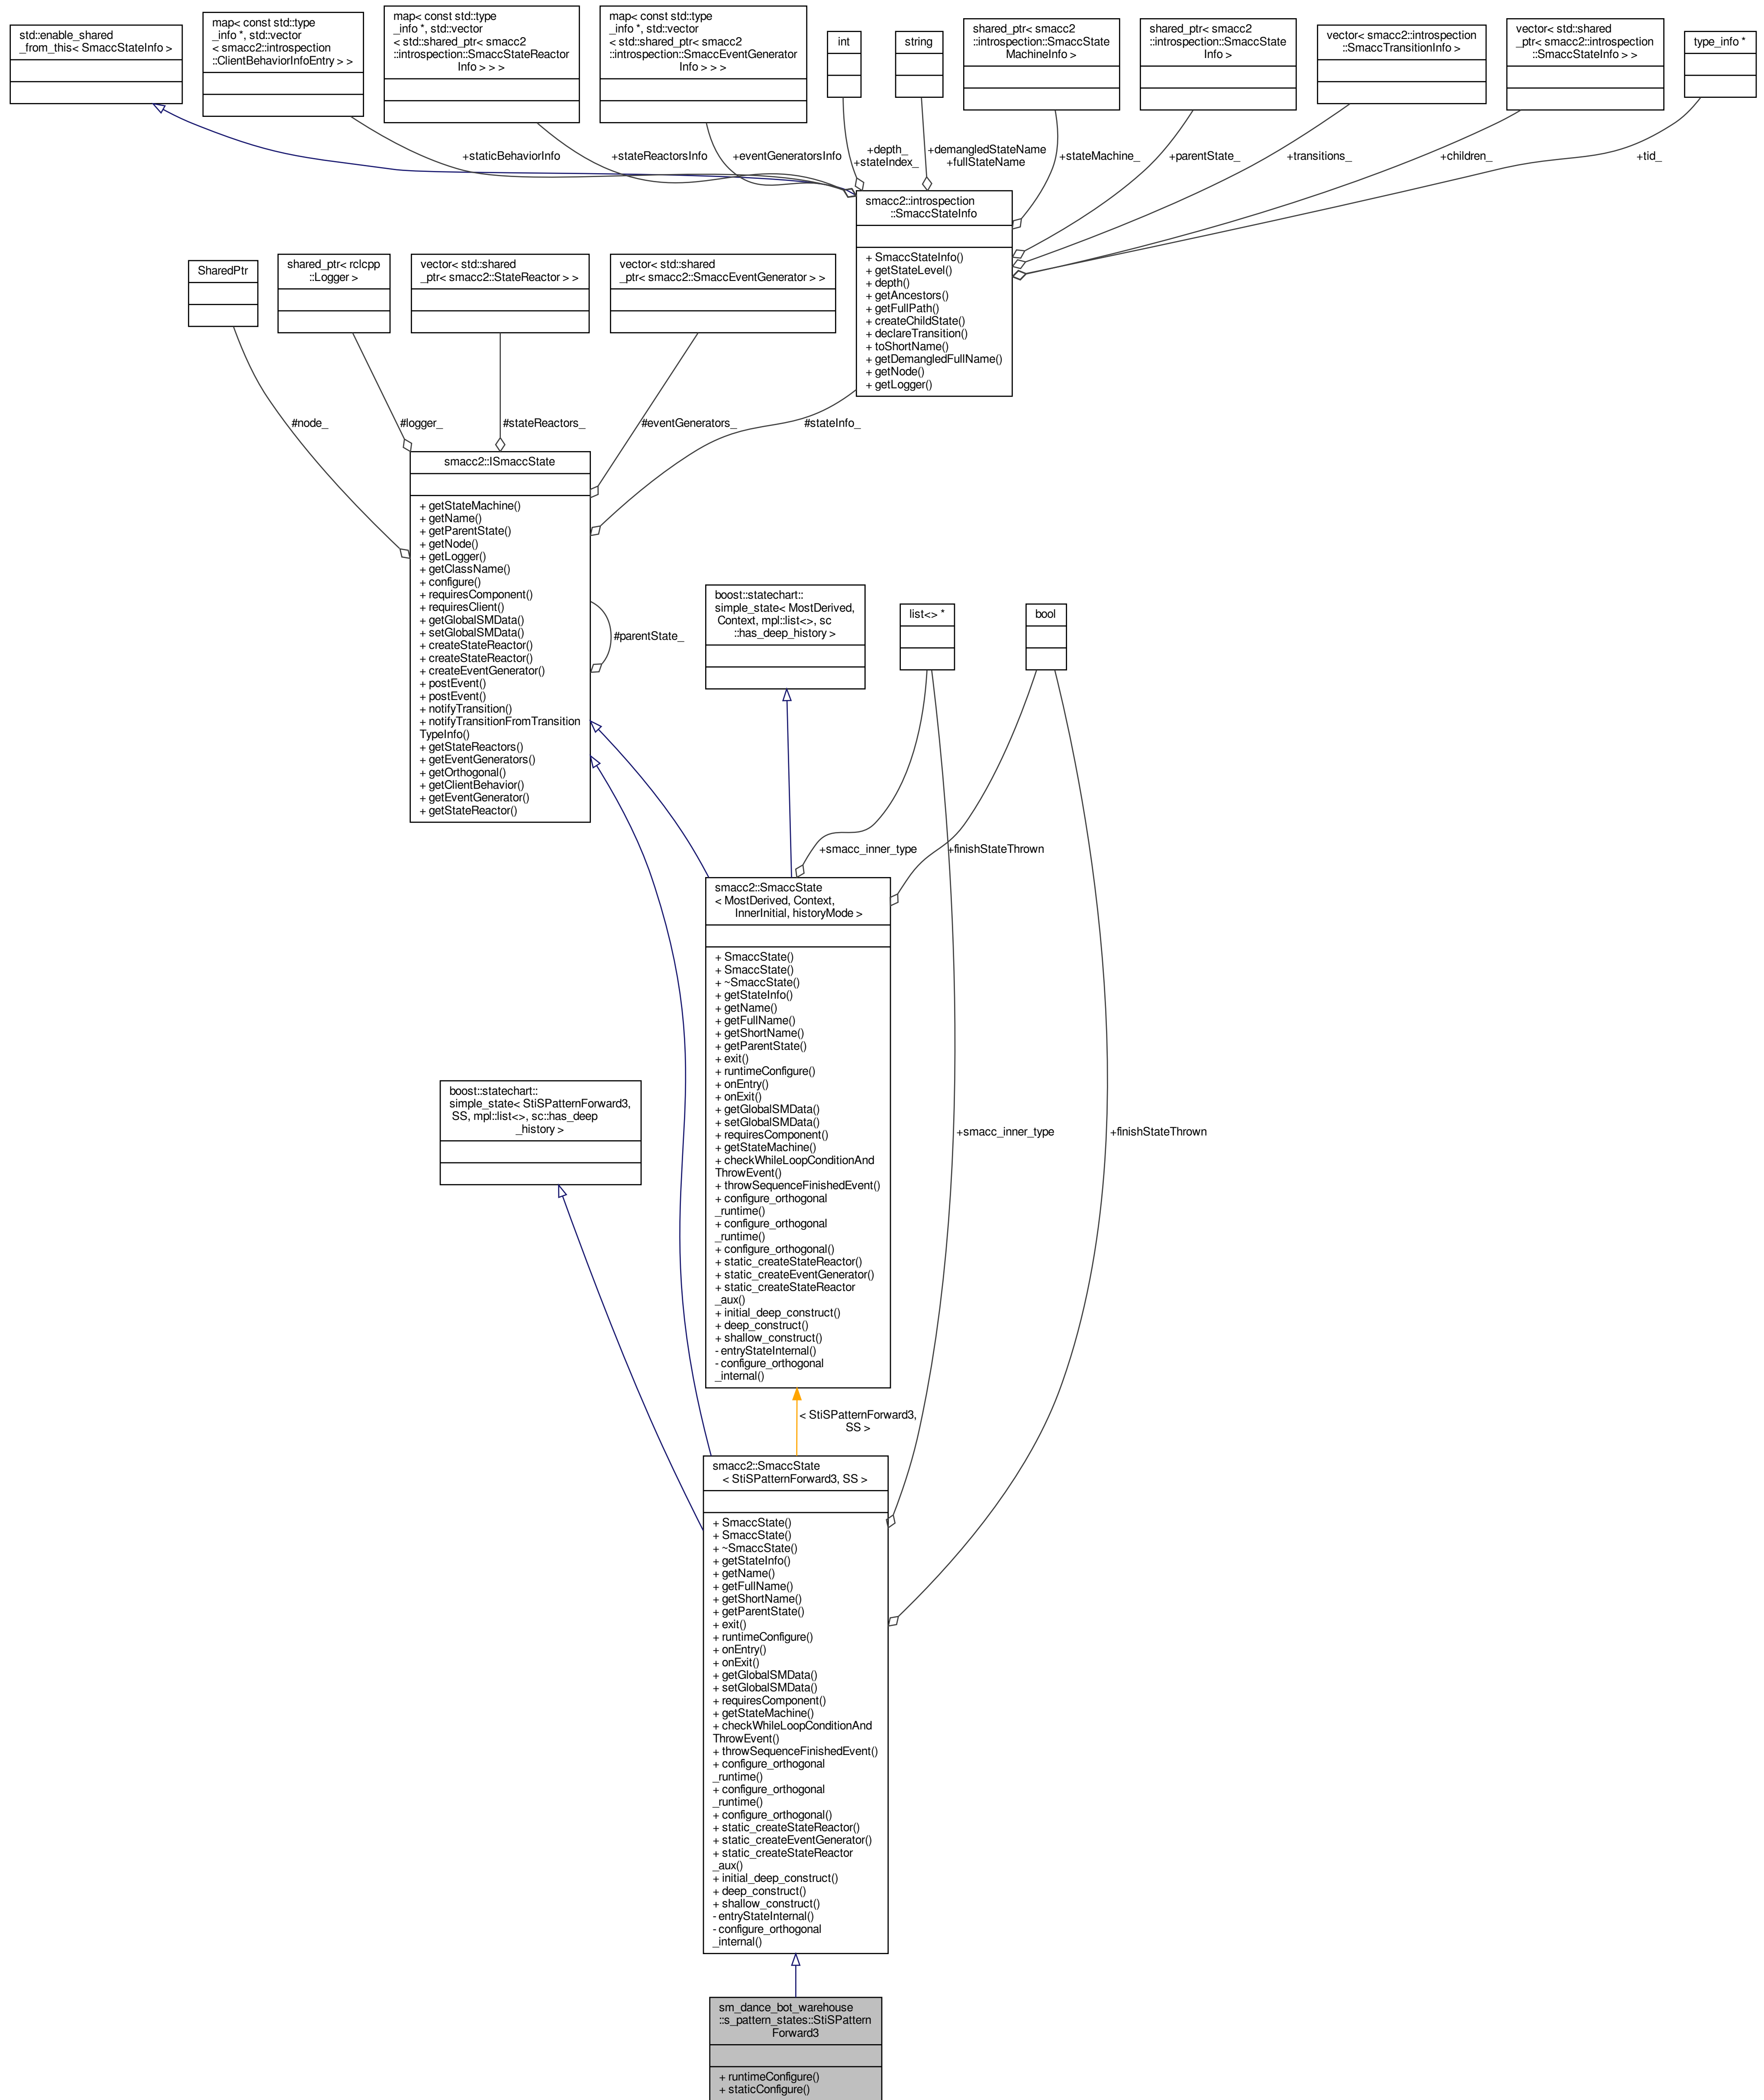 std::enable_shared
_from_this< SmaccStateInfo >
map< const std::type
_info *, std::vector
< smacc2::introspection
::ClientBehaviorInfoEntry > >
map< const std::type
_info *, std::vector
< std::shared_ptr< smacc2
::introspection::SmaccStateReactor
Info > > >
map< const std::type
_info *, std::vector
< std::shared_ptr< smacc2
::introspection::SmaccEventGenerator
Info > > >
int
string
shared_ptr< smacc2
::introspection::SmaccState
MachineInfo >
shared_ptr< smacc2
::introspection::SmaccState
Info >
vector< smacc2::introspection
::SmaccTransitionInfo >
vector< std::shared
_ptr< smacc2::introspection
::SmaccStateInfo > >
type_info *
+staticBehaviorInfo
+stateReactorsInfo
+eventGeneratorsInfo
+depth_
+stateIndex_
+demangledStateName
+fullStateName
+stateMachine_
+parentState_
+transitions_
+children_
+tid_
smacc2::introspection
::SmaccStateInfo
+ SmaccStateInfo()
+ getStateLevel()
+ depth()
+ getAncestors()
+ getFullPath()
+ createChildState()
+ declareTransition()
+ toShortName()
+ getDemangledFullName()
+ getNode()
+ getLogger()
SharedPtr
shared_ptr< rclcpp
::Logger >
vector< std::shared
_ptr< smacc2::StateReactor > >
vector< std::shared
_ptr< smacc2::SmaccEventGenerator > >
#node_
#logger_
#stateReactors_
#eventGenerators_
#stateInfo_
smacc2::ISmaccState
+ getStateMachine()
+ getName()
+ getParentState()
+ getNode()
+ getLogger()
+ getClassName()
+ configure()
+ requiresComponent()
+ requiresClient()
+ getGlobalSMData()
+ setGlobalSMData()
+ createStateReactor()
+ createStateReactor()
+ createEventGenerator()
+ postEvent()
+ postEvent()
+ notifyTransition()
+ notifyTransitionFromTransition
TypeInfo()
+ getStateReactors()
+ getEventGenerators()
+ getOrthogonal()
+ getClientBehavior()
+ getEventGenerator()
+ getStateReactor()
#parentState_
boost::statechart::
simple_state< MostDerived,
Context, mpl::list<>, sc
::has_deep_history >
list<> *
bool
+smacc_inner_type
+finishStateThrown
smacc2::SmaccState
< MostDerived, Context,
InnerInitial, historyMode >
+ SmaccState()
+ SmaccState()
+ ~SmaccState()
+ getStateInfo()
+ getName()
+ getFullName()
+ getShortName()
+ getParentState()
+ exit()
+ runtimeConfigure()
+ onEntry()
+ onExit()
+ getGlobalSMData()
+ setGlobalSMData()
+ requiresComponent()
+ getStateMachine()
+ checkWhileLoopConditionAnd
ThrowEvent()
+ throwSequenceFinishedEvent()
+ configure_orthogonal
_runtime()
+ configure_orthogonal
_runtime()
+ configure_orthogonal()
+ static_createStateReactor()
+ static_createEventGenerator()
+ static_createStateReactor
_aux()
+ initial_deep_construct()
+ deep_construct()
+ shallow_construct()
- entryStateInternal()
- configure_orthogonal
_internal()
boost::statechart::
simple_state< StiSPatternForward3,
SS, mpl::list<>, sc::has_deep
_history >
+smacc_inner_type
+finishStateThrown
< StiSPatternForward3,
SS >
smacc2::SmaccState
< StiSPatternForward3, SS >
+ SmaccState()
+ SmaccState()
+ ~SmaccState()
+ getStateInfo()
+ getName()
+ getFullName()
+ getShortName()
+ getParentState()
+ exit()
+ runtimeConfigure()
+ onEntry()
+ onExit()
+ getGlobalSMData()
+ setGlobalSMData()
+ requiresComponent()
+ getStateMachine()
+ checkWhileLoopConditionAnd
ThrowEvent()
+ throwSequenceFinishedEvent()
+ configure_orthogonal
_runtime()
+ configure_orthogonal
_runtime()
+ configure_orthogonal()
+ static_createStateReactor()
+ static_createEventGenerator()
+ static_createStateReactor
_aux()
+ initial_deep_construct()
+ deep_construct()
+ shallow_construct()
- entryStateInternal()
- configure_orthogonal
_internal()
sm_dance_bot_warehouse
::s_pattern_states::StiSPattern
Forward3
+ runtimeConfigure()
+ staticConfigure()